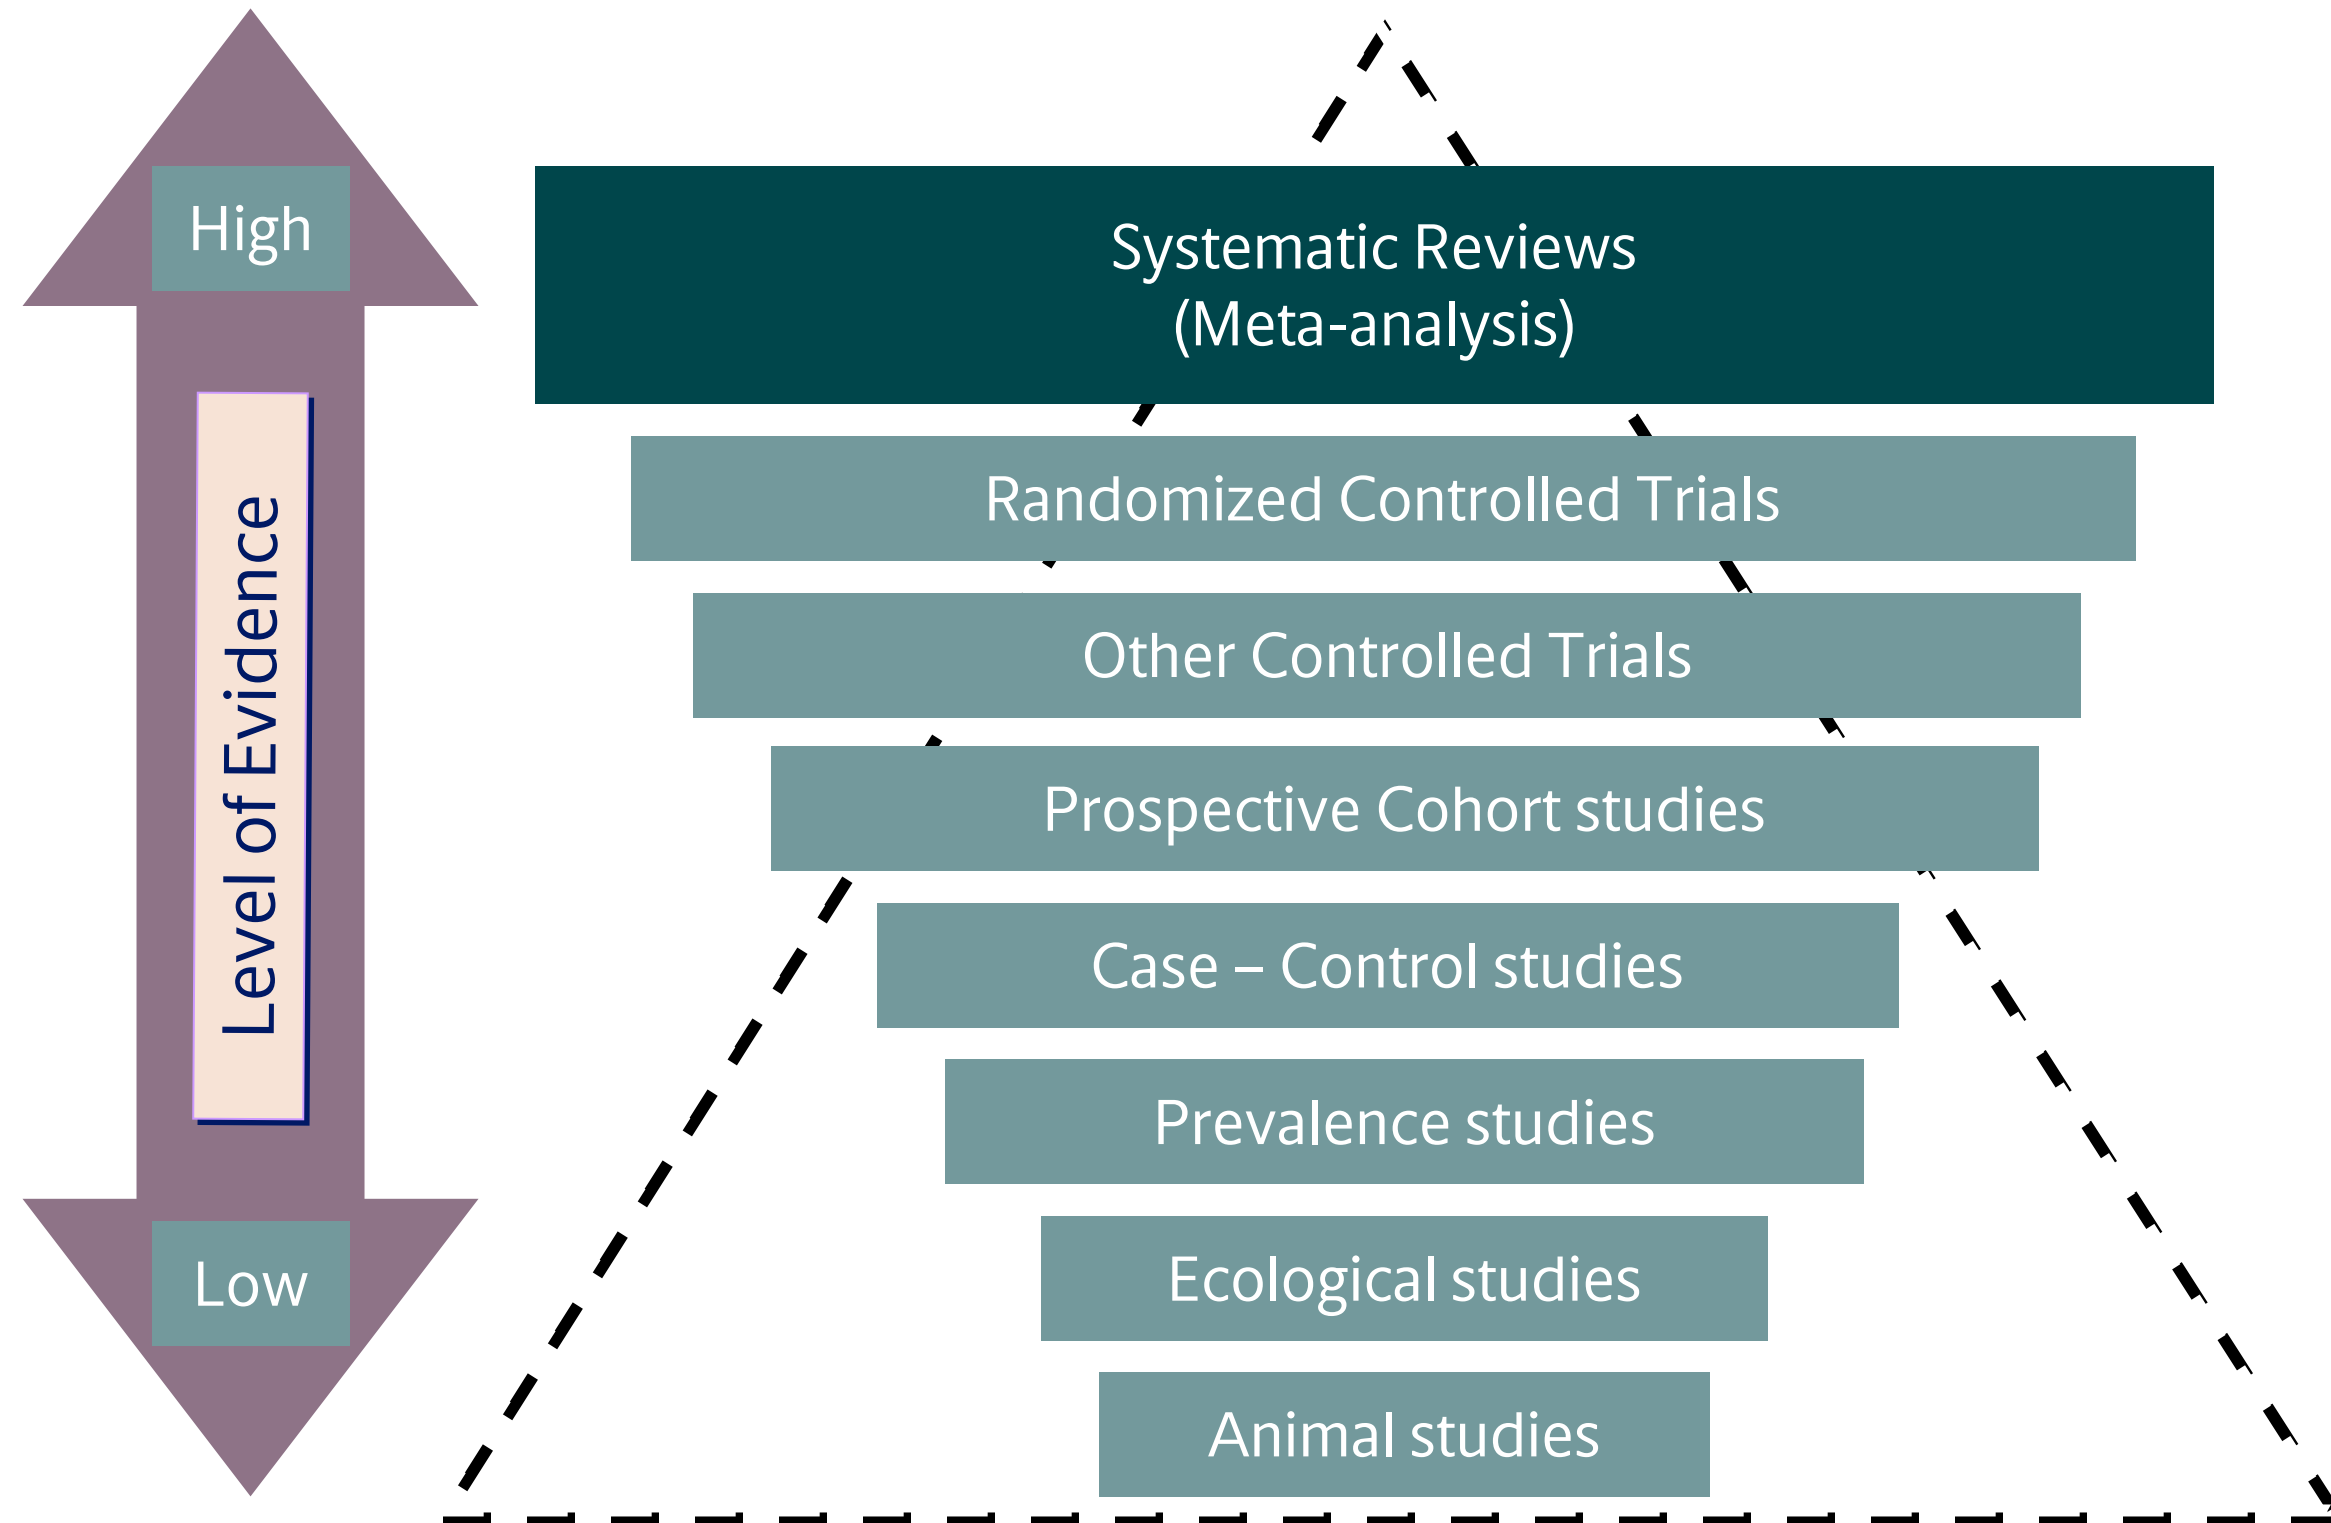 High
Level of Evidence
Low
Systematic Reviews
(Meta-analysis)
Randomized Controlled Trials
Other Controlled Trials
Prospective Cohort studies
Case – Control studies
Prevalence studies
Ecological studies
Animal studies